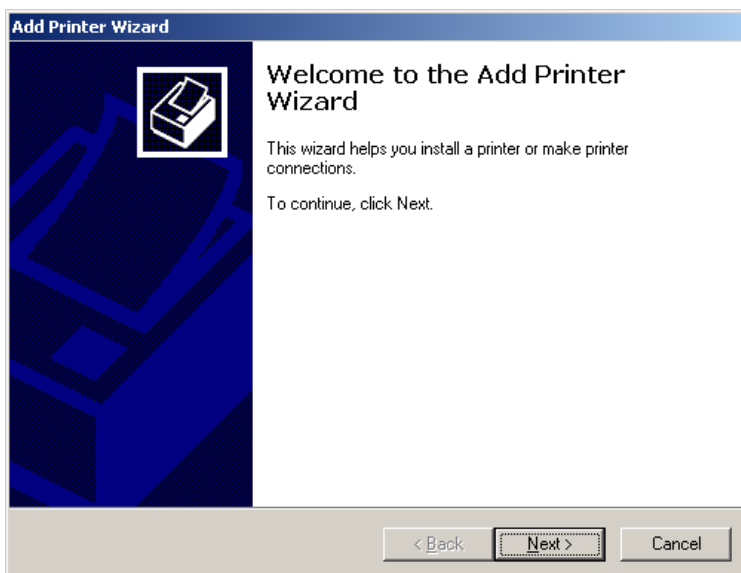 Add Printer Wizard
Welcome to the Add Printer
Wizard
This wizard helps you install a printer or make printer
connections.
To continue, click Next.
< Back
Next >
Cancel